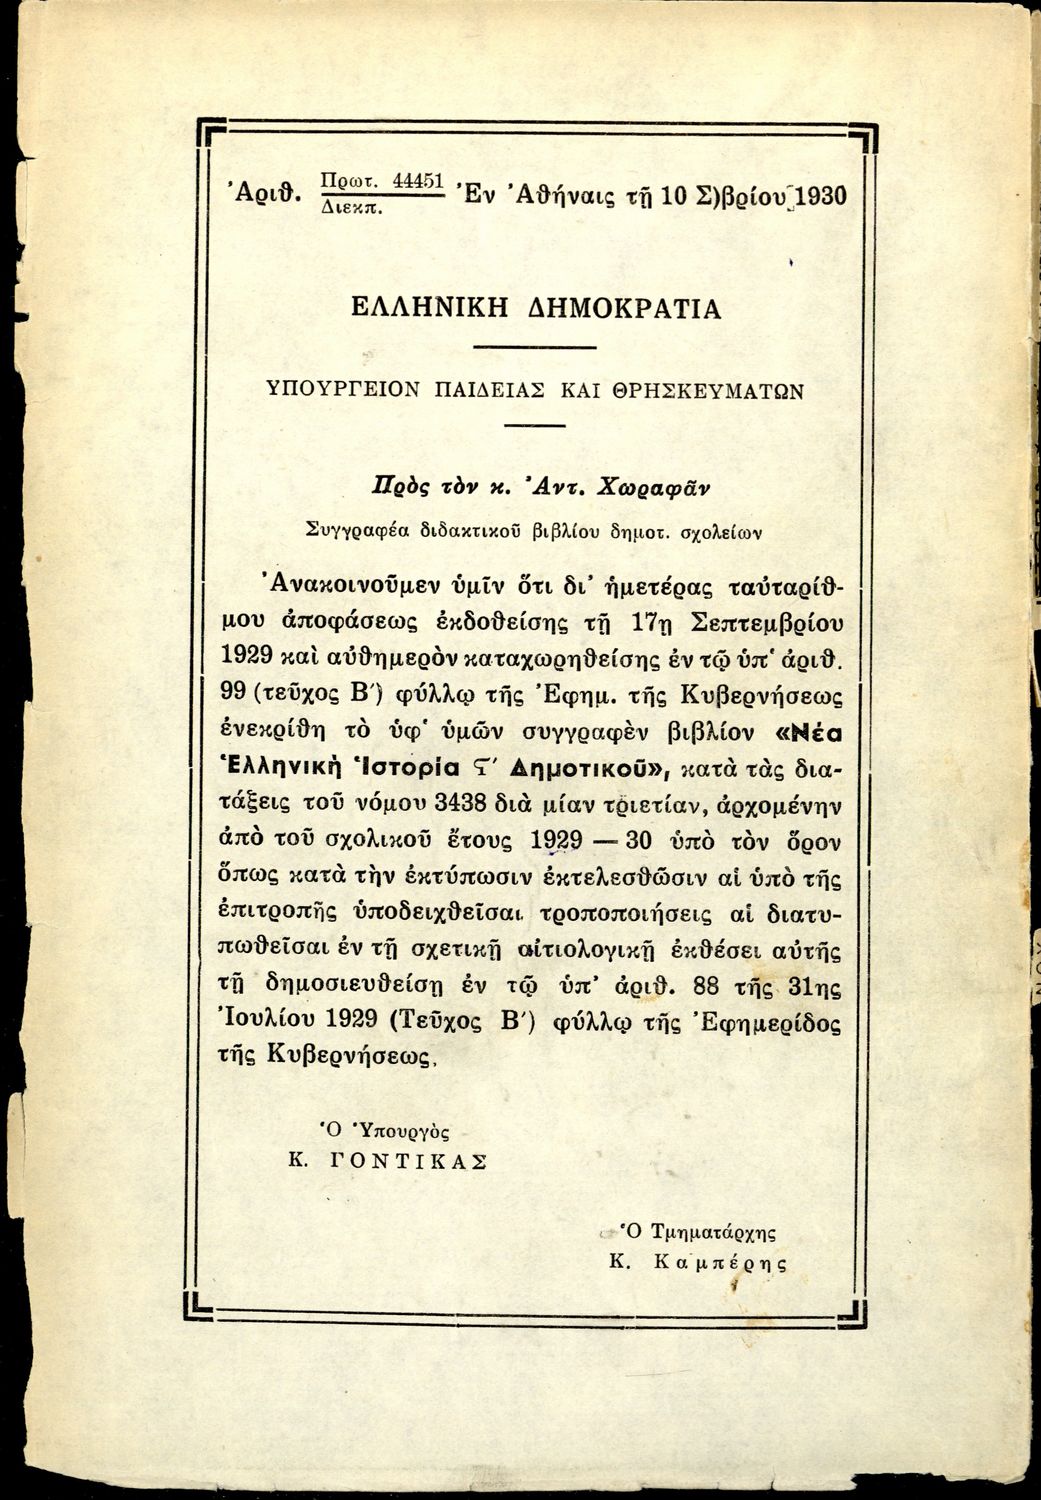 Ἀριθ. Πρωτ. 44451 / Διεκπ. Ἐν Ἀθήναις τῇ 10 Σ)βρίου 1930
ΕΛΛΗΝΙΚΗ ΔΗΜΟΚΡΑΤΙΑ
ΥΠΟΥΡΓΕΙΟΝ ΠΑΙΔΕΙΑΣ ΚΑΙ ΘΡΗΣΚΕΥΜΑΤΩΝ
Πρὸς τὸν κ. Ἀντ. Χωραφᾶν
Συγγραφέα διδακτικοῦ βιβλίου δημοτ. σχολείων
Ἀνακοινοῦμεν ὑμῖν ὅτι δι' ἡμετέρας ταὐταρίθ-
μου ἀποφάσεως ἐκδοθείσης τῇ 17ῃ Σεπτεμβρίου
1929 καὶ αὐθημερὸν καταχωρηθείσης ἐν τῷ ὑπ' ἀριθ.
99 (τεῦχος Β′) φύλλῳ τῆς Ἐφημ. τῆς Κυβερνήσεως
ἐνεκρίθη τὸ ὑφ' ὑμῶν συγγραφὲν βιβλίον «Νέα
Ἑλληνικὴ Ἱστορία Ϛ′ Δημοτικοῦ», κατὰ τὰς δια-
τάξεις τοῦ νόμου 3438 διὰ μίαν τριετίαν, ἀρχομένην
ἀπὸ τοῦ σχολικοῦ ἔτους 1929 — 30 ὑπὸ τὸν ὅρον
ὅπως κατὰ τὴν ἐκτύπωσιν ἐκτελεσθῶσιν αἱ ὑπὸ τῆς
ἐπιτροπῆς ὑποδειχθεῖσαι τροποποιήσεις αἱ διατυ-
πωθεῖσαι ἐν τῇ σχετικῇ αἰτιολογικῇ ἐκθέσει αὐτῆς
τῇ δημοσιευθείσῃ ἐν τῷ ὑπ' ἀριθ. 88 τῆς 31ης
Ἰουλίου 1929 (Τεῦχος Β′) φύλλῳ τῆς Ἐφημερίδος
τῆς Κυβερνήσεως.
Ὁ Ὑπουργὸς
Κ. ΓΟΝΤΙΚΑΣ
Ὁ Τμηματάρχης
Κ. Καμπέρης